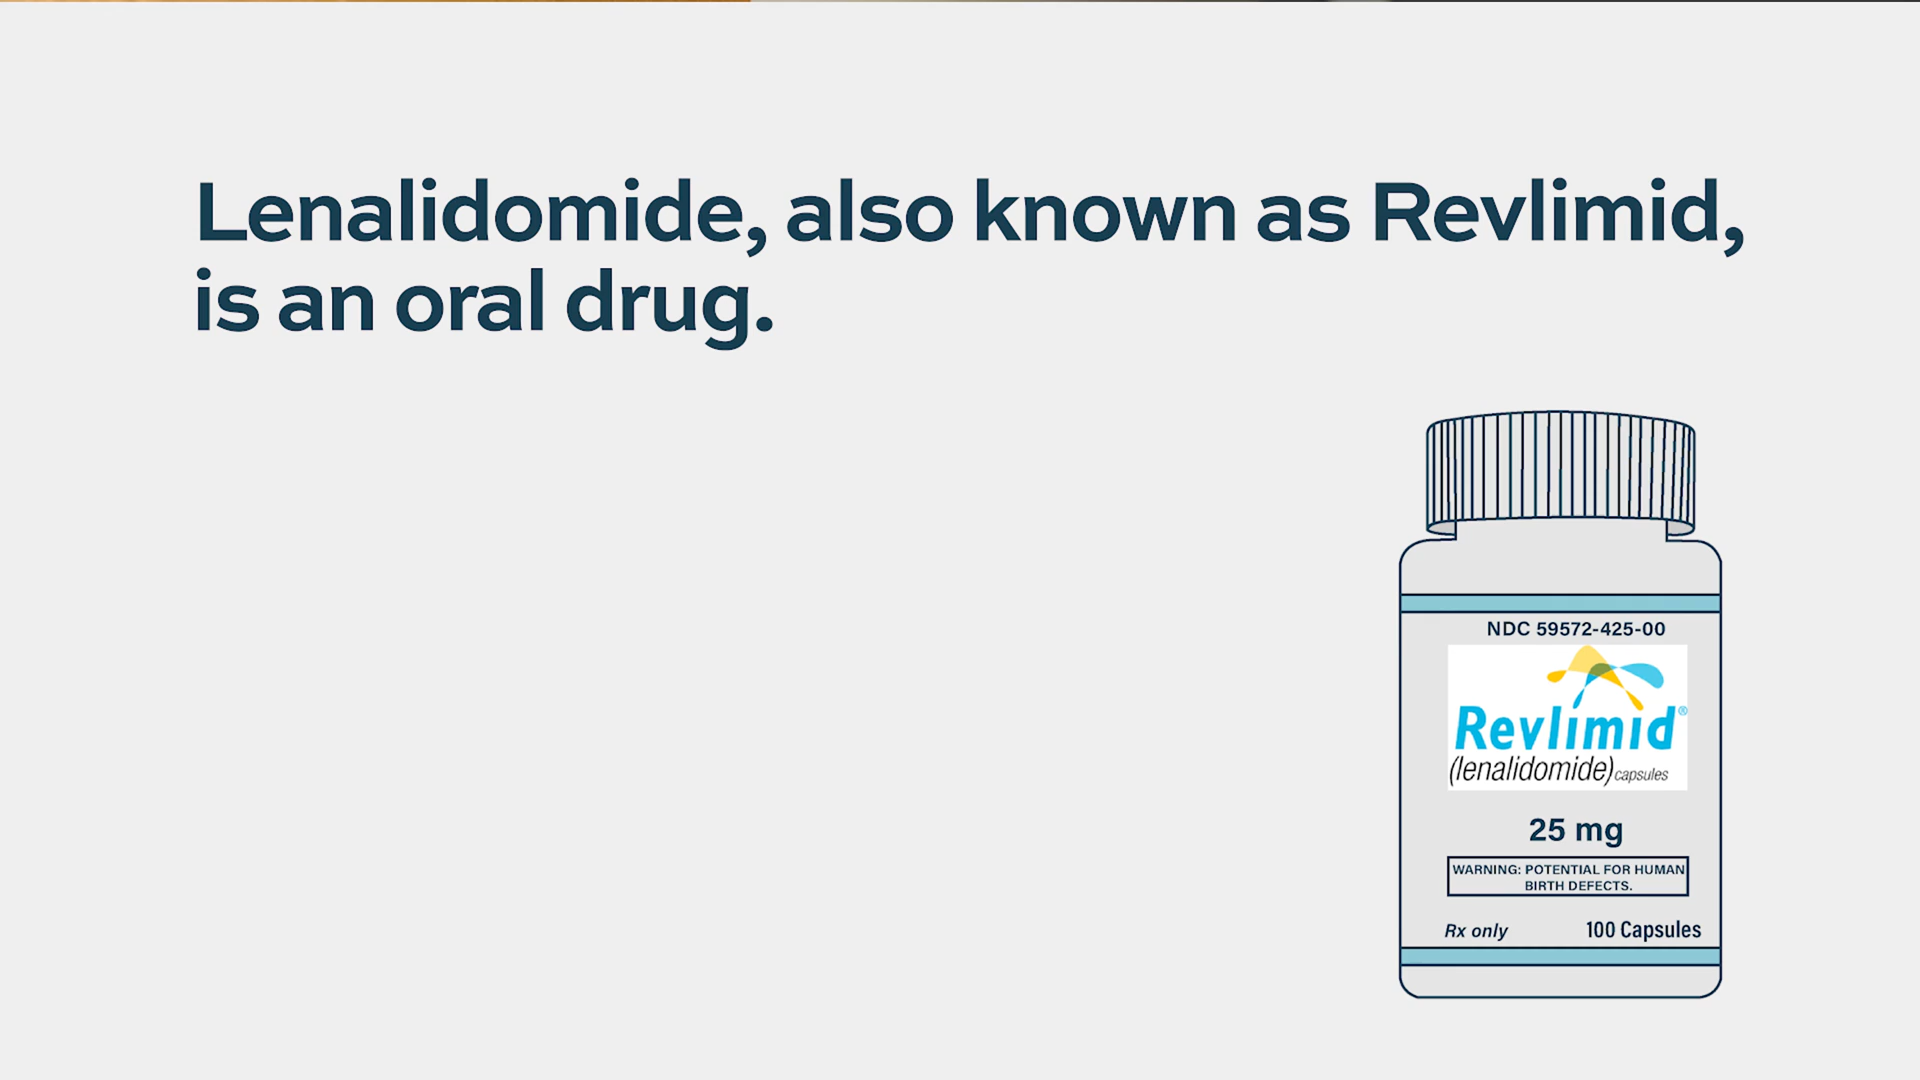 Lenalidomide, also known as Revlimid,
is an oral drug.
NDC 59572-425-00
Revlimid®
(lenalidomide) capsules
25 mg
WARNING: POTENTIAL FOR HUMAN
BIRTH DEFECTS.
Rx only 100 Capsules